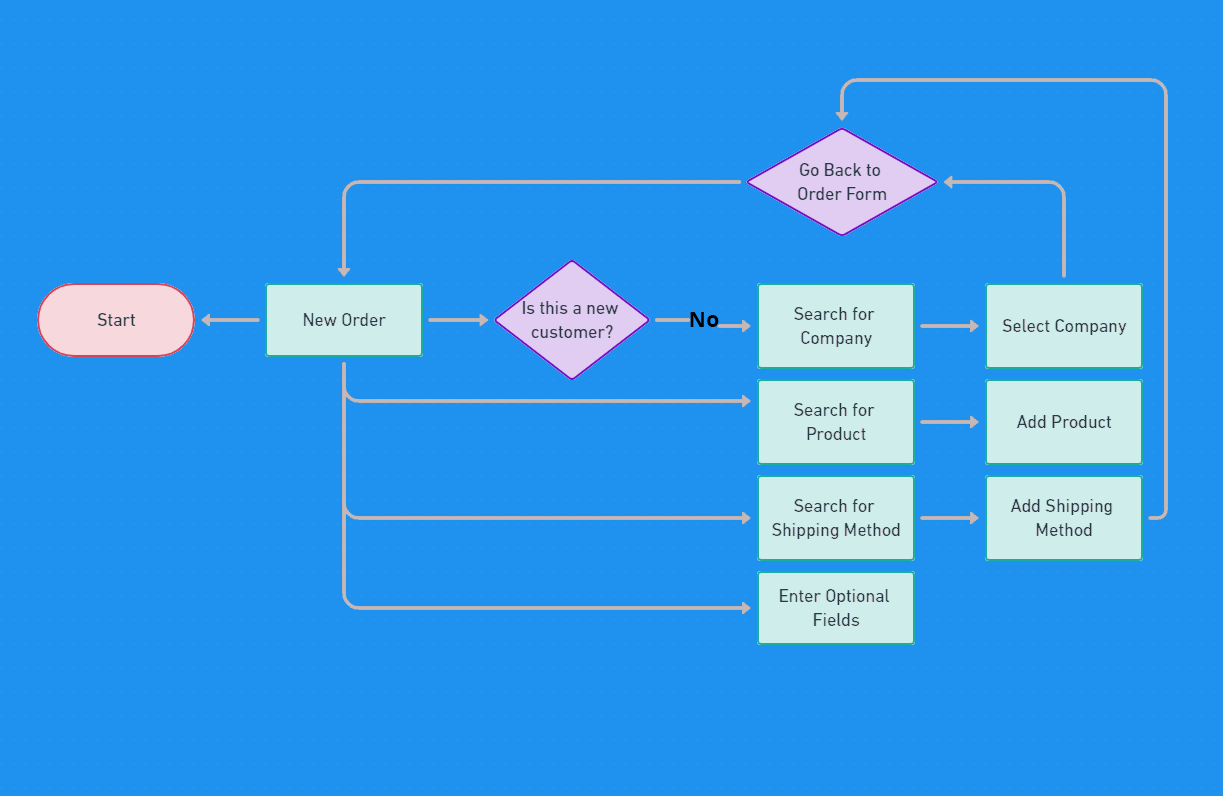 Go Back to
Order Form
Start
New Order
Is this a new
customer?
No
Search for
Company
Select Company
Search for
Product
Add Product
Search for
Shipping Method
Add Shipping
Method
Enter Optional
Fields